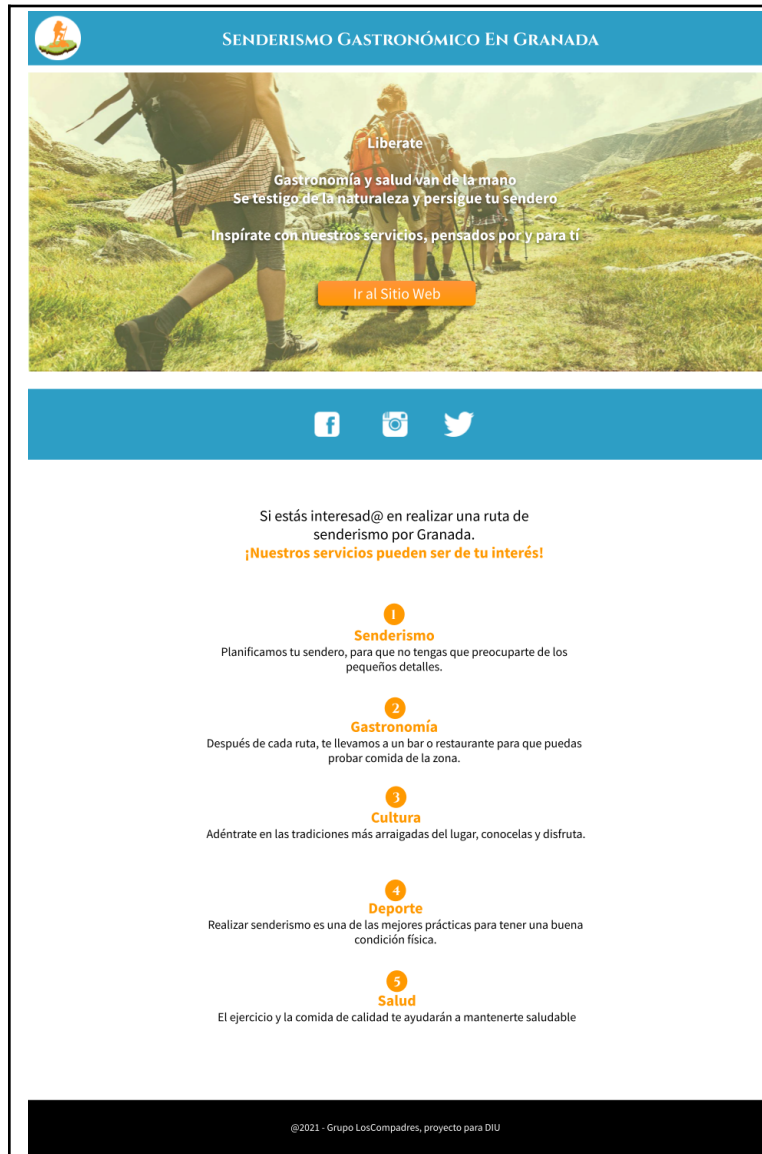 Senderismo Gastronómico En Granada
Liberate
Gastronomía y salud van de la mano
Se testigo de la naturaleza y persigue tu sendero
Inspírate con nuestros servicios, pensados por y para tí
Ir al Sitio Web
Si estás interesad@ en realizar una ruta de
senderismo por Granada.
¡Nuestros servicios pueden ser de tu interés!
1
Senderismo
Planificamos tu sendero, para que no tengas que preocuparte de los
pequeños detalles.
2
Gastronomía
Después de cada ruta, te llevamos a un bar o restaurante para que puedas
probar comida de la zona.
3
Cultura
Adéntrate en las tradiciones más arraigadas del lugar, conocelas y disfruta.
4
Deporte
Realizar senderismo es una de las mejores prácticas para tener una buena
condición física.
5
Salud
El ejercicio y la comida de calidad te ayudarán a mantenerte saludable
@2021 - Grupo LosCompadres, proyecto para DIU